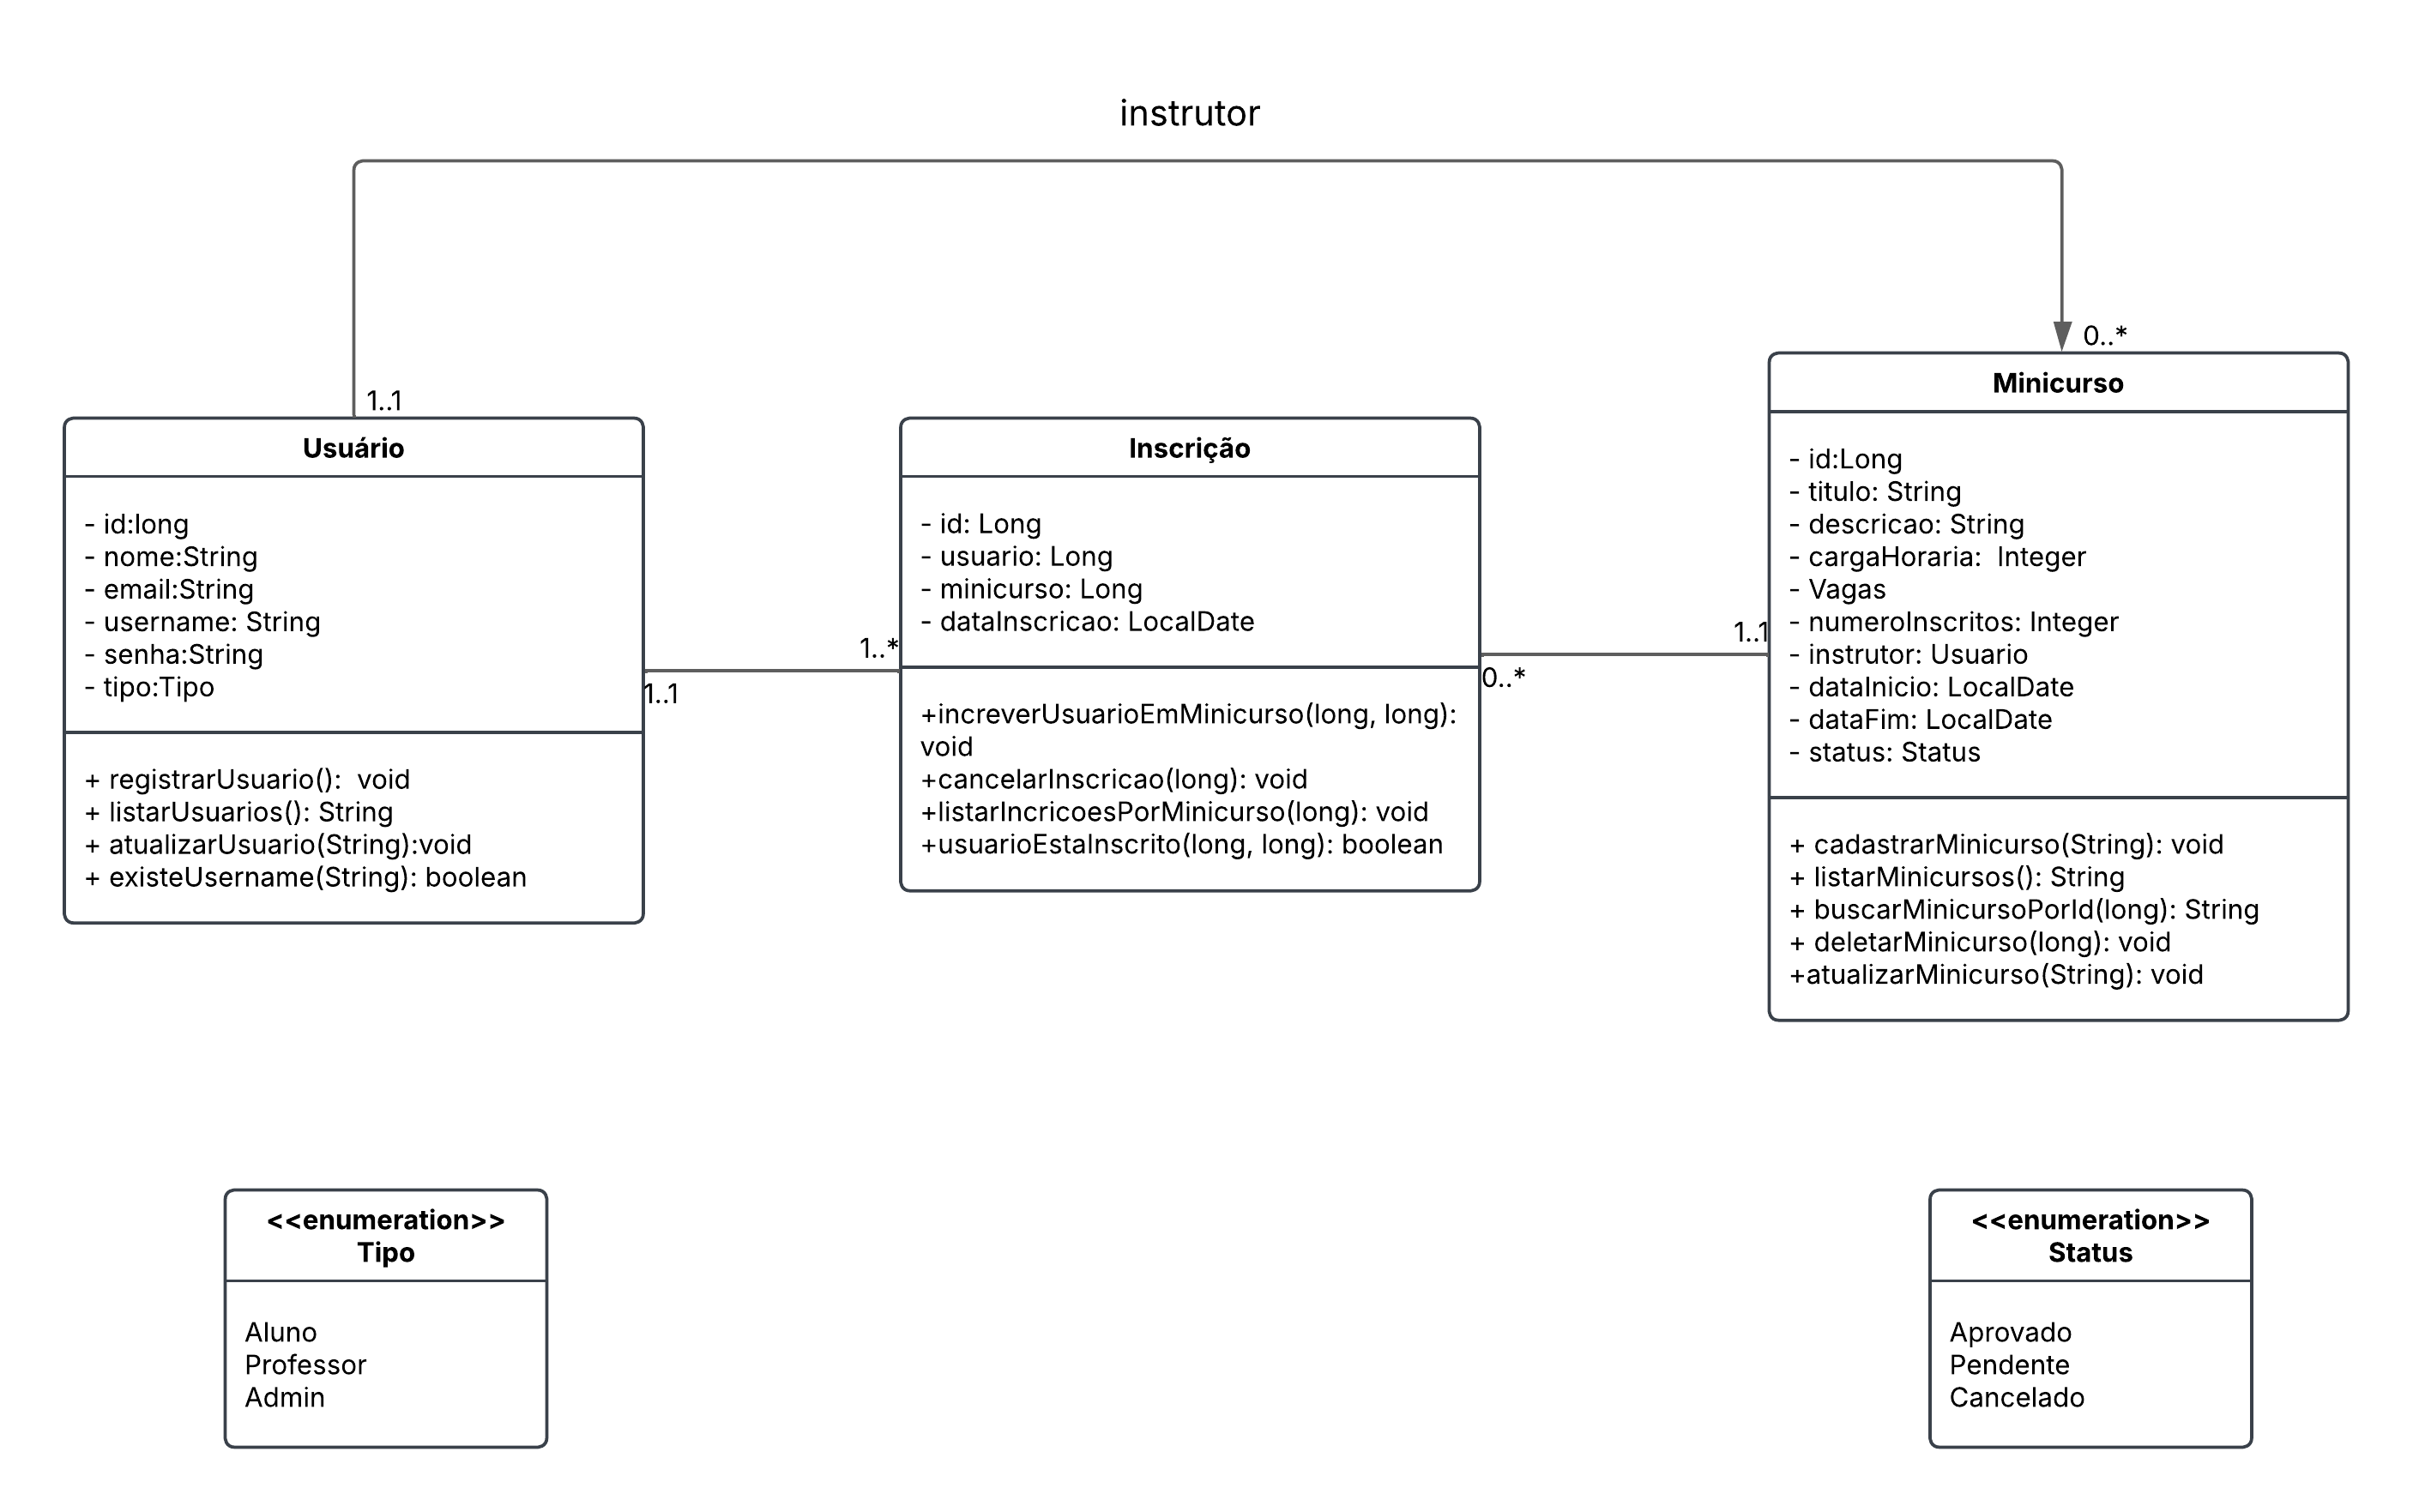 instrutor
1..1
0..*
Usuário
- id:long
- nome:String
- email:String
- username: String
- senha:String
- tipo:Tipo
+ registrarUsuario():  void
+ listarUsuarios(): String
+ atualizarUsuario(String):void
+ existeUsername(String): boolean
1..1
1..*
Inscrição
- id: Long
- usuario: Long
- minicurso: Long
- dataInscricao: LocalDate
+increverUsuarioEmMinicurso(long, long):
void
+cancelarInscricao(long): void
+listarIncricoesPorMinicurso(long): void
+usuarioEstaInscrito(long, long): boolean
0..*
1..1
Minicurso
- id:Long
- titulo: String
- descricao: String
- cargaHoraria:  Integer
- Vagas
- numeroInscritos: Integer
- instrutor: Usuario
- dataInicio: LocalDate
- dataFim: LocalDate
- status: Status
+ cadastrarMinicurso(String): void
+ listarMinicursos(): String
+ buscarMinicursoPorId(long): String
+ deletarMinicurso(long): void
+atualizarMinicurso(String): void
<<enumeration>>
Tipo
Aluno
Professor
Admin
<<enumeration>>
Status
Aprovado
Pendente
Cancelado